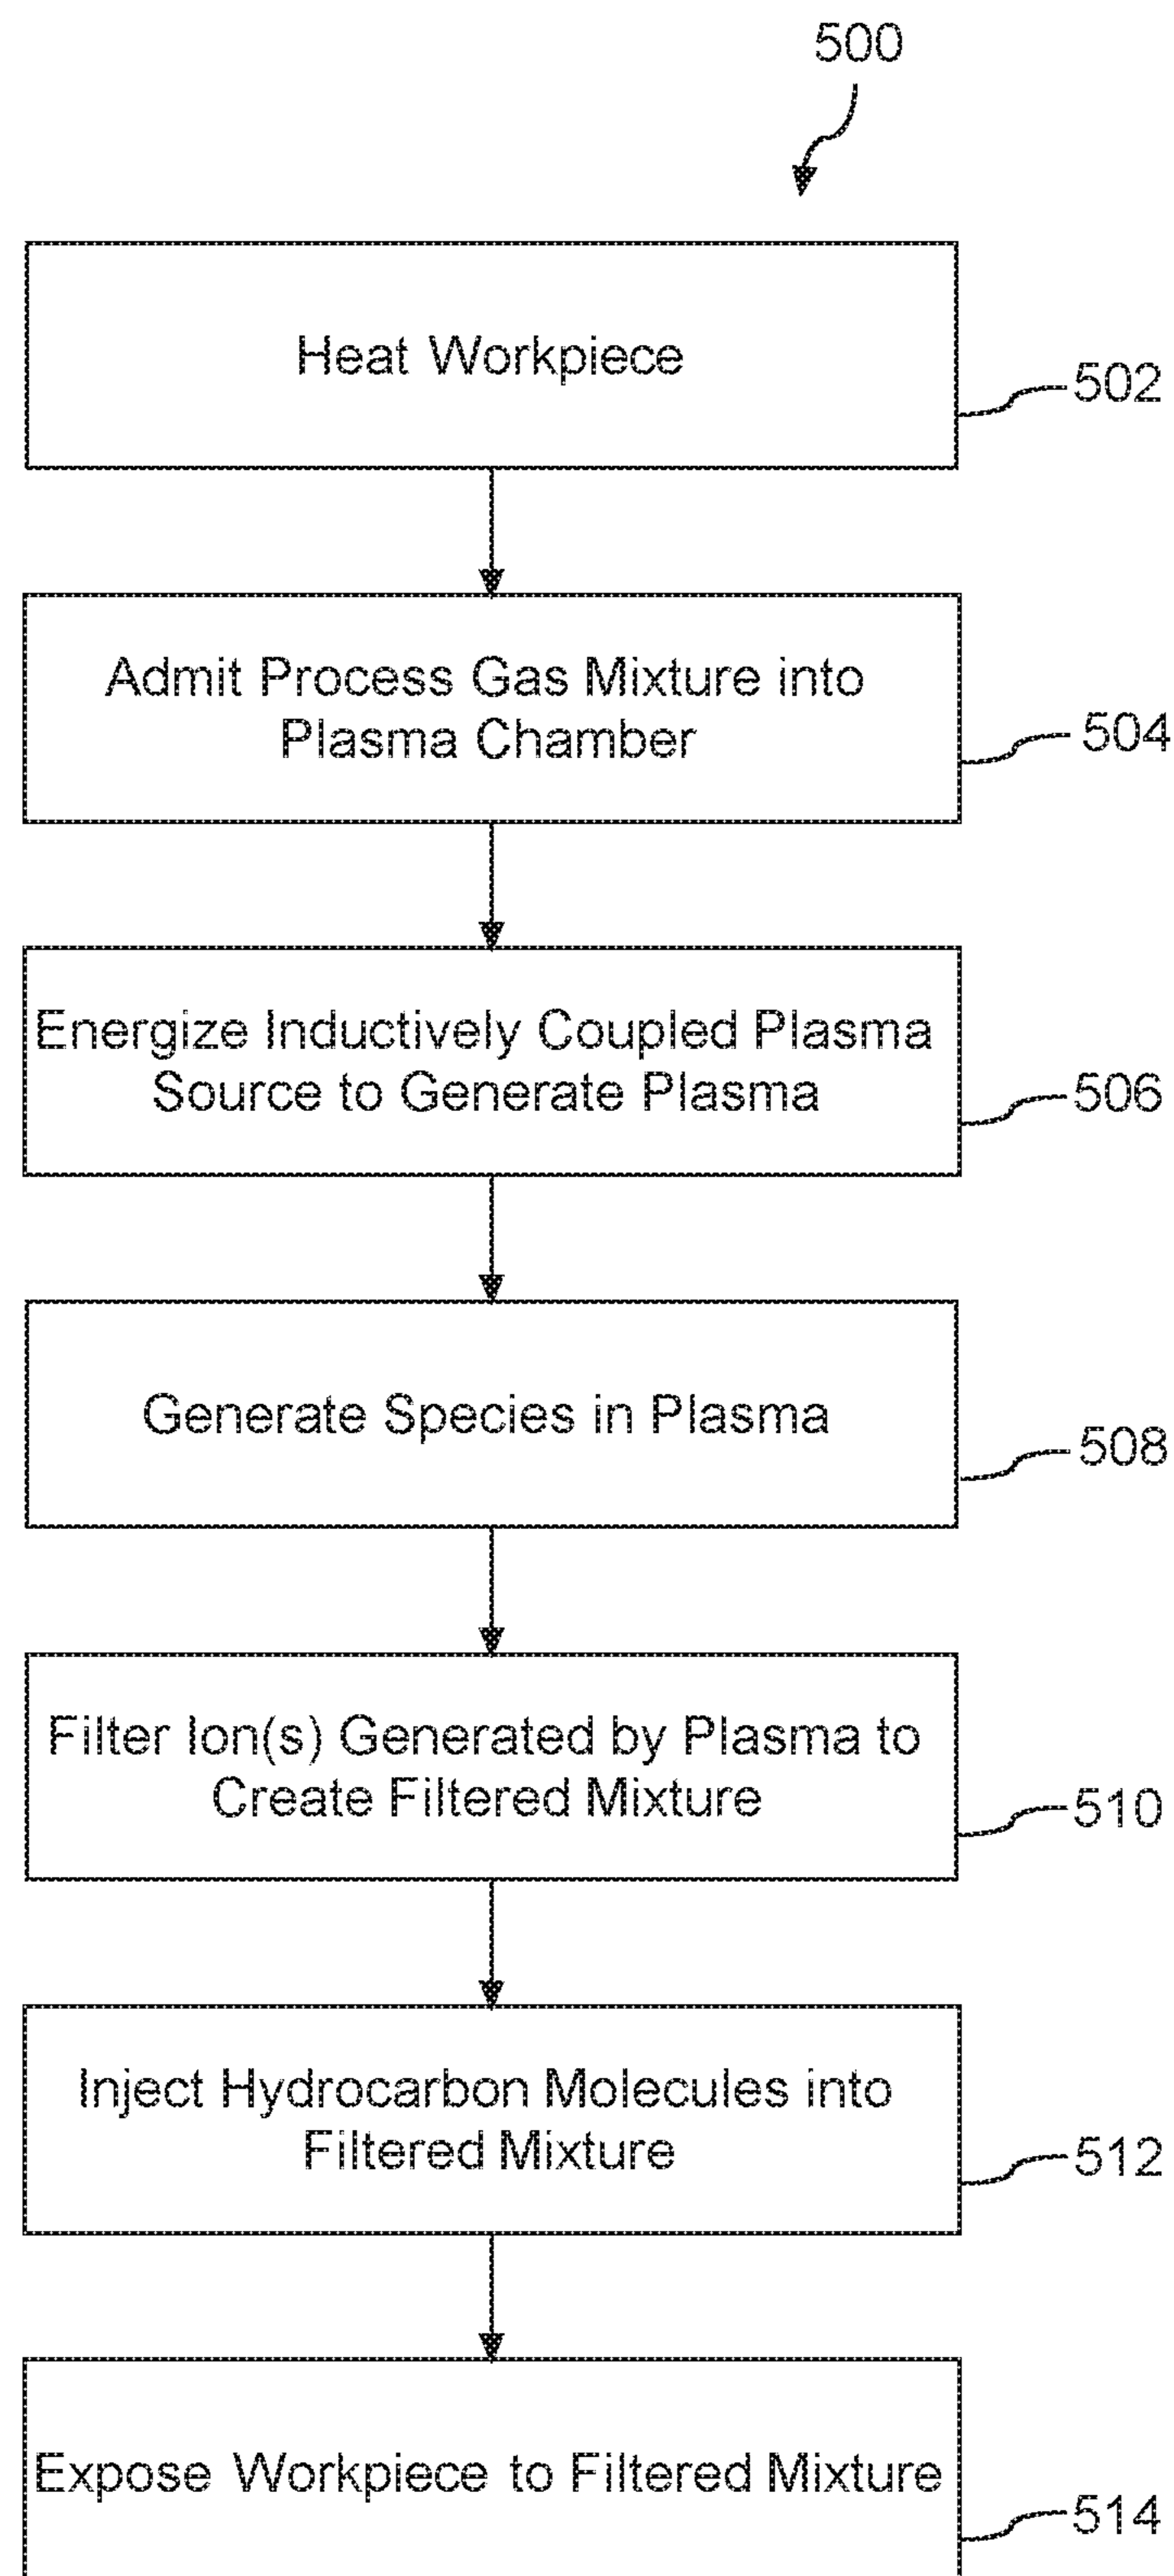 500
Heat Workpiece
502
Admit Process Gas Mixture into
Plasma Chamber
504
Energize Inductively Coupled Plasma
Source to Generate Plasma
506
Generate Species in Plasma
508
Filter Ion(s) Generated by Plasma to
Create Filtered Mixture
510
Inject Hydrocarbon Molecules into
Filtered Mixture
512
Expose Workpiece to Filtered Mixture
514